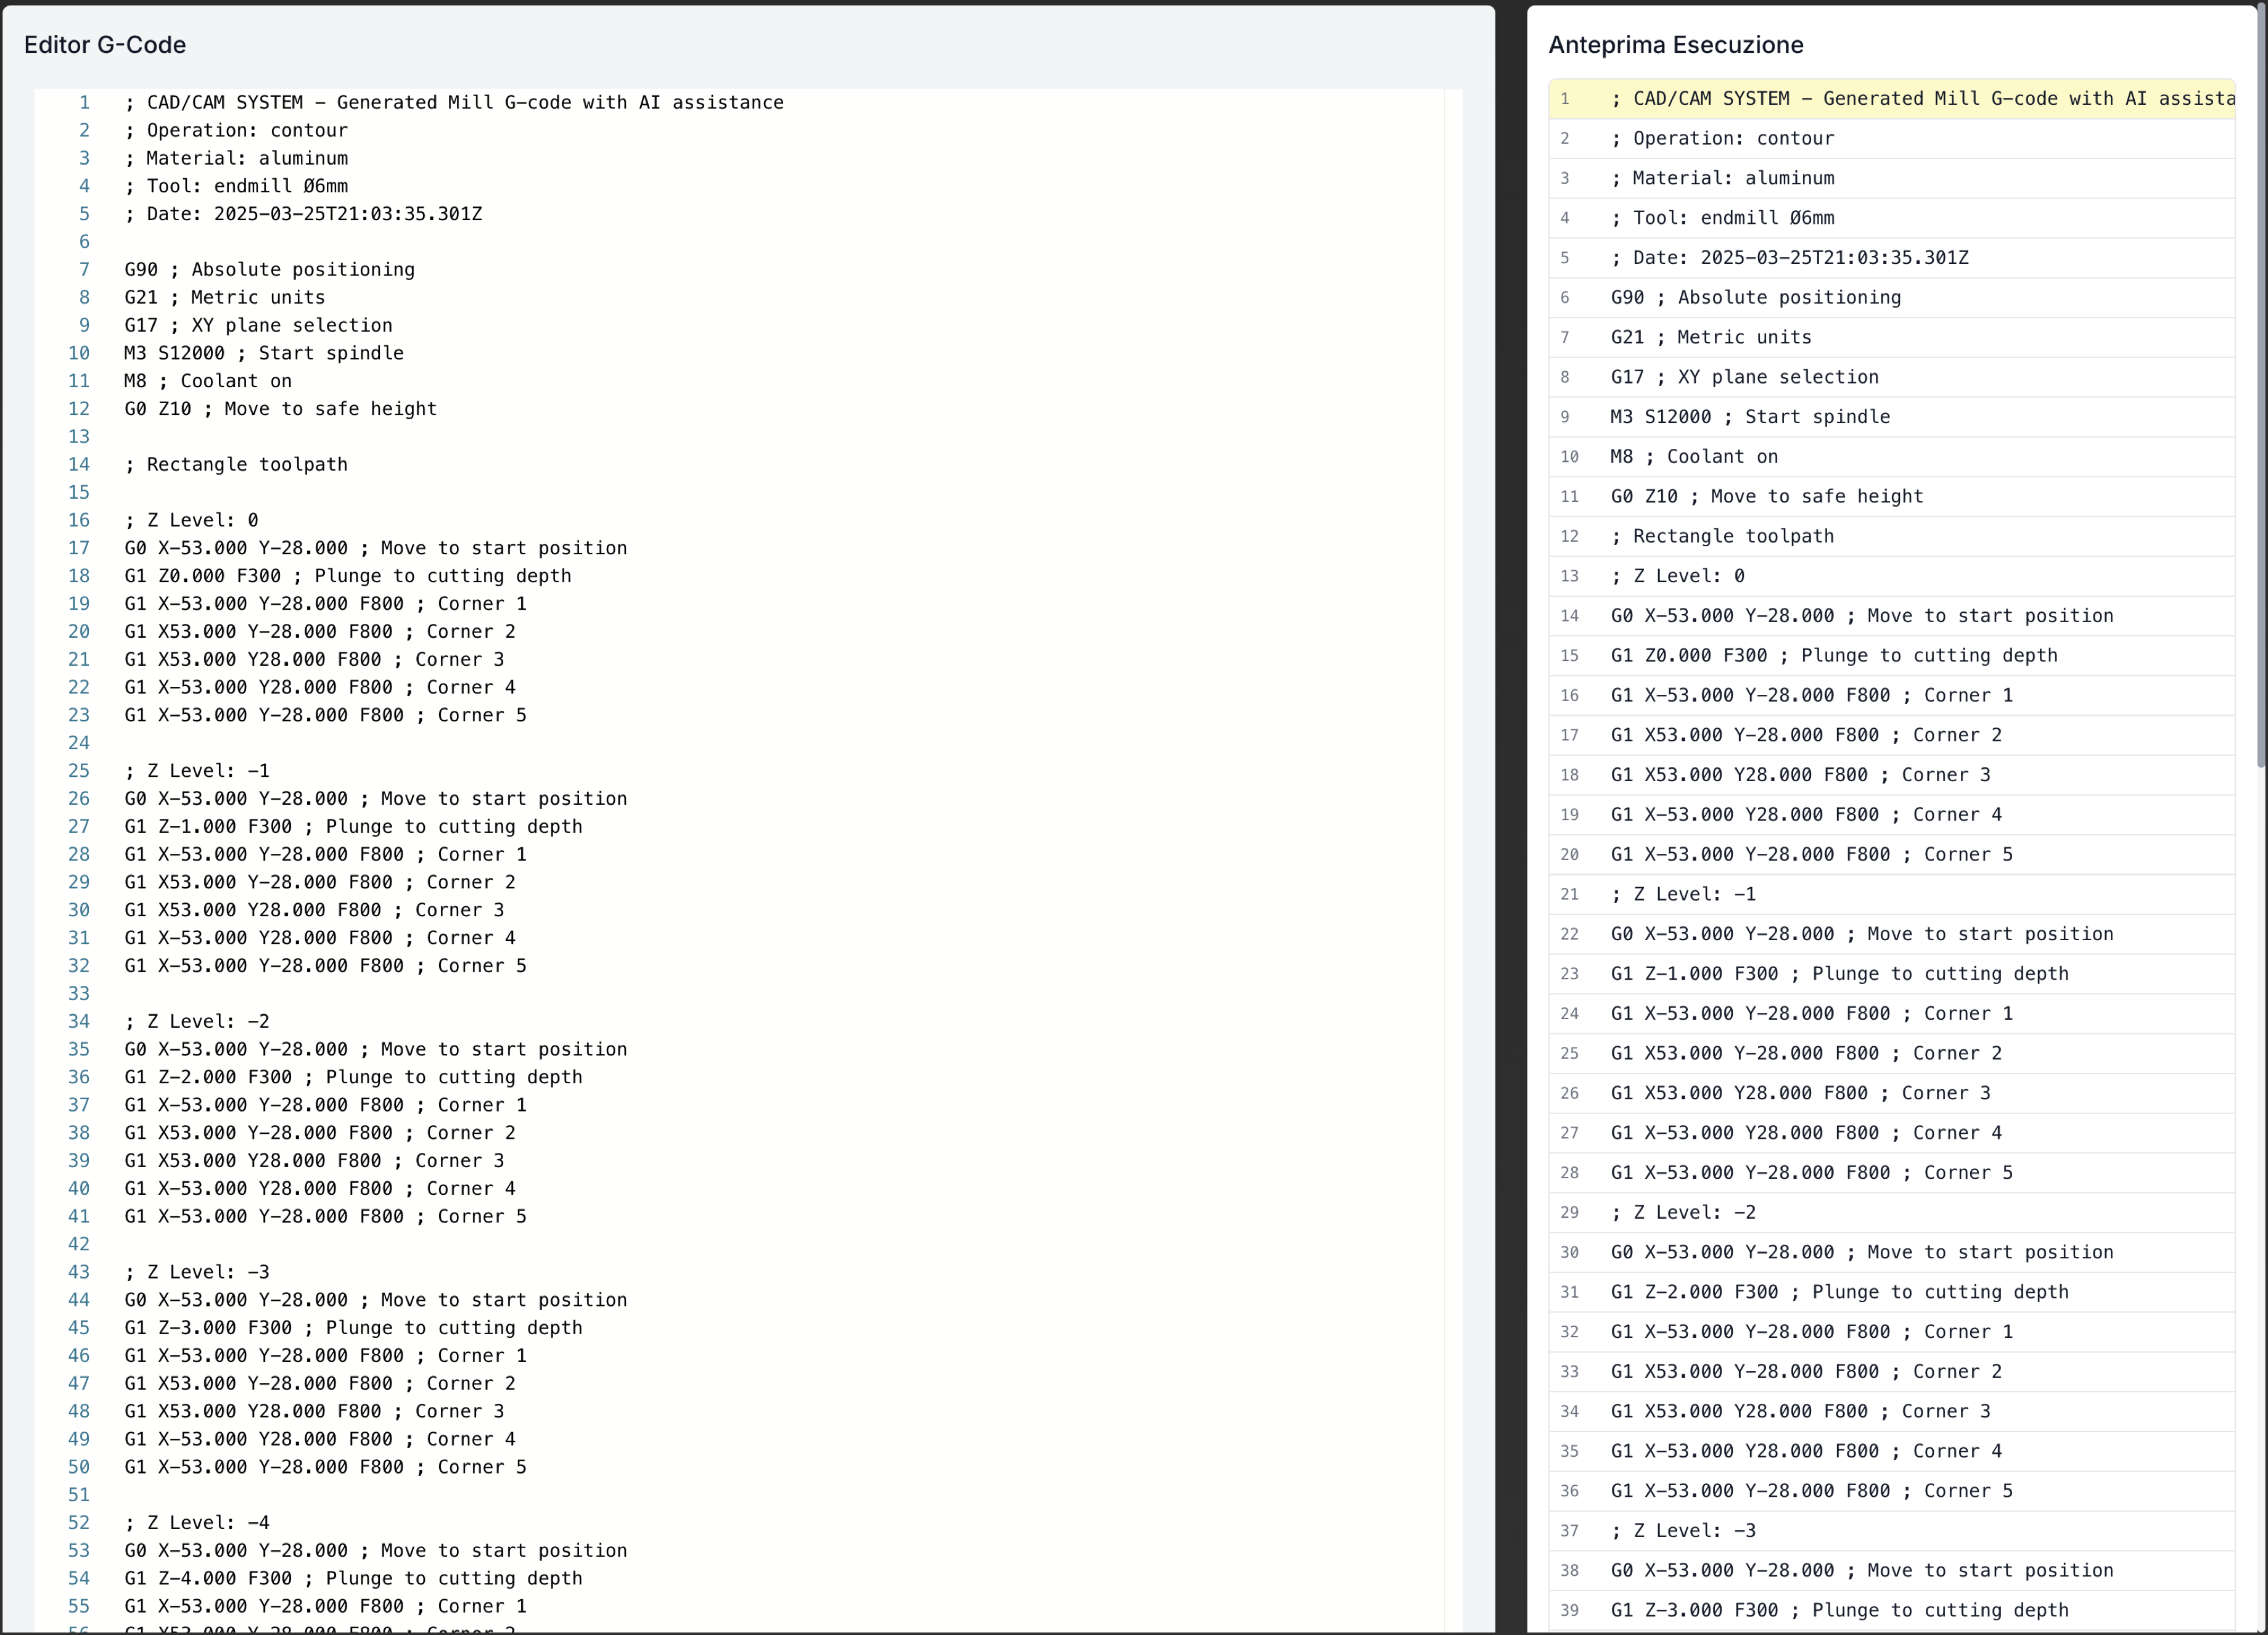 Editor G-Code
1 ; CAD/CAM SYSTEM - Generated Mill G-code with AI assistance
2 ; Operation: contour
3 ; Material: aluminum
4 ; Tool: endmill Ø6mm
5 ; Date: 2025-03-25T21:03:35.301Z
6
7 G90 ; Absolute positioning
8 G21 ; Metric units
9 G17 ; XY plane selection
10 M3 S12000 ; Start spindle
11 M8 ; Coolant on
12 G0 Z10 ; Move to safe height
13
14 ; Rectangle toolpath
15
16 ; Z Level: 0
17 G0 X-53.000 Y-28.000 ; Move to start position
18 G1 Z0.000 F300 ; Plunge to cutting depth
19 G1 X-53.000 Y-28.000 F800 ; Corner 1
20 G1 X53.000 Y-28.000 F800 ; Corner 2
21 G1 X53.000 Y28.000 F800 ; Corner 3
22 G1 X-53.000 Y28.000 F800 ; Corner 4
23 G1 X-53.000 Y-28.000 F800 ; Corner 5
24
25 ; Z Level: -1
26 G0 X-53.000 Y-28.000 ; Move to start position
27 G1 Z-1.000 F300 ; Plunge to cutting depth
28 G1 X-53.000 Y-28.000 F800 ; Corner 1
29 G1 X53.000 Y-28.000 F800 ; Corner 2
30 G1 X53.000 Y28.000 F800 ; Corner 3
31 G1 X-53.000 Y28.000 F800 ; Corner 4
32 G1 X-53.000 Y-28.000 F800 ; Corner 5
33
34 ; Z Level: -2
35 G0 X-53.000 Y-28.000 ; Move to start position
36 G1 Z-2.000 F300 ; Plunge to cutting depth
37 G1 X-53.000 Y-28.000 F800 ; Corner 1
38 G1 X53.000 Y-28.000 F800 ; Corner 2
39 G1 X53.000 Y28.000 F800 ; Corner 3
40 G1 X-53.000 Y28.000 F800 ; Corner 4
41 G1 X-53.000 Y-28.000 F800 ; Corner 5
42
43 ; Z Level: -3
44 G0 X-53.000 Y-28.000 ; Move to start position
45 G1 Z-3.000 F300 ; Plunge to cutting depth
46 G1 X-53.000 Y-28.000 F800 ; Corner 1
47 G1 X53.000 Y-28.000 F800 ; Corner 2
48 G1 X53.000 Y28.000 F800 ; Corner 3
49 G1 X-53.000 Y28.000 F800 ; Corner 4
50 G1 X-53.000 Y-28.000 F800 ; Corner 5
51
52 ; Z Level: -4
53 G0 X-53.000 Y-28.000 ; Move to start position
54 G1 Z-4.000 F300 ; Plunge to cutting depth
55 G1 X-53.000 Y-28.000 F800 ; Corner 1
Anteprima Esecuzione
1 ; CAD/CAM SYSTEM - Generated Mill G-code with AI assista
2 ; Operation: contour
3 ; Material: aluminum
4 ; Tool: endmill Ø6mm
5 ; Date: 2025-03-25T21:03:35.301Z
6 G90 ; Absolute positioning
7 G21 ; Metric units
8 G17 ; XY plane selection
9 M3 S12000 ; Start spindle
10 M8 ; Coolant on
11 G0 Z10 ; Move to safe height
12 ; Rectangle toolpath
13 ; Z Level: 0
14 G0 X-53.000 Y-28.000 ; Move to start position
15 G1 Z0.000 F300 ; Plunge to cutting depth
16 G1 X-53.000 Y-28.000 F800 ; Corner 1
17 G1 X53.000 Y-28.000 F800 ; Corner 2
18 G1 X53.000 Y28.000 F800 ; Corner 3
19 G1 X-53.000 Y28.000 F800 ; Corner 4
20 G1 X-53.000 Y-28.000 F800 ; Corner 5
21 ; Z Level: -1
22 G0 X-53.000 Y-28.000 ; Move to start position
23 G1 Z-1.000 F300 ; Plunge to cutting depth
24 G1 X-53.000 Y-28.000 F800 ; Corner 1
25 G1 X53.000 Y-28.000 F800 ; Corner 2
26 G1 X53.000 Y28.000 F800 ; Corner 3
27 G1 X-53.000 Y28.000 F800 ; Corner 4
28 G1 X-53.000 Y-28.000 F800 ; Corner 5
29 ; Z Level: -2
30 G0 X-53.000 Y-28.000 ; Move to start position
31 G1 Z-2.000 F300 ; Plunge to cutting depth
32 G1 X-53.000 Y-28.000 F800 ; Corner 1
33 G1 X53.000 Y-28.000 F800 ; Corner 2
34 G1 X53.000 Y28.000 F800 ; Corner 3
35 G1 X-53.000 Y28.000 F800 ; Corner 4
36 G1 X-53.000 Y-28.000 F800 ; Corner 5
37 ; Z Level: -3
38 G0 X-53.000 Y-28.000 ; Move to start position
39 G1 Z-3.000 F300 ; Plunge to cutting depth